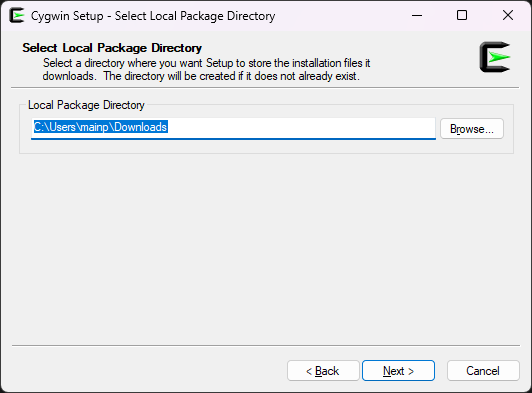 Cygwin Setup - Select Local Package Directory
Select Local Package Directory
Select a directory where you want Setup to store the installation files it
downloads.  The directory will be created if it does not already exist.
Local Package Directory
C:\Users\mainp\Downloads
Browse...
< Back
Next >
Cancel